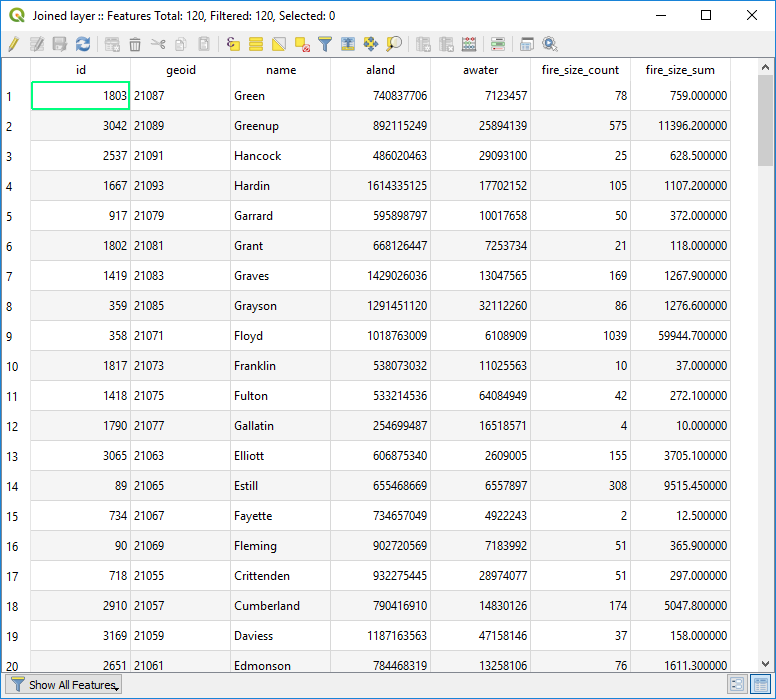 Joined layer :: Features Total: 120, Filtered: 120, Selected: 0
id geoid name aland awater fire_size_count fire_size_sum
1 1803 21087 Green 740837706 7123457 78 759.000000
2 3042 21089 Greenup 892115249 25894139 575 11396.200000
3 2537 21091 Hancock 486020463 29093100 25 628.500000
4 1667 21093 Hardin 1614335125 17702152 105 1107.200000
5 917 21079 Garrard 595898797 10017658 50 372.000000
6 1802 21081 Grant 668126447 7253734 21 118.000000
7 1419 21083 Graves 1429026036 13047565 169 1267.900000
8 359 21085 Grayson 1291451120 32112260 86 1276.600000
9 358 21071 Floyd 1018763009 6108909 1039 59944.700000
10 1817 21073 Franklin 538073032 11025563 10 37.000000
11 1418 21075 Fulton 533214536 64084949 42 272.100000
12 1790 21077 Gallatin 254699487 16518571 4 10.000000
13 3065 21063 Elliott 606875340 2609005 155 3705.100000
14 89 21065 Estill 655468669 6557897 308 9515.450000
15 734 21067 Fayette 734657049 4922243 2 12.500000
16 90 21069 Fleming 902720569 7183992 51 365.900000
17 718 21055 Crittenden 932275445 28974077 51 297.000000
18 2910 21057 Cumberland 790416910 14830126 174 5047.800000
19 3169 21059 Daviess 1187163563 47158146 37 158.000000
20 2651 21061 Edmonson 784468319 13258106 76 1611.300000
Show All Features